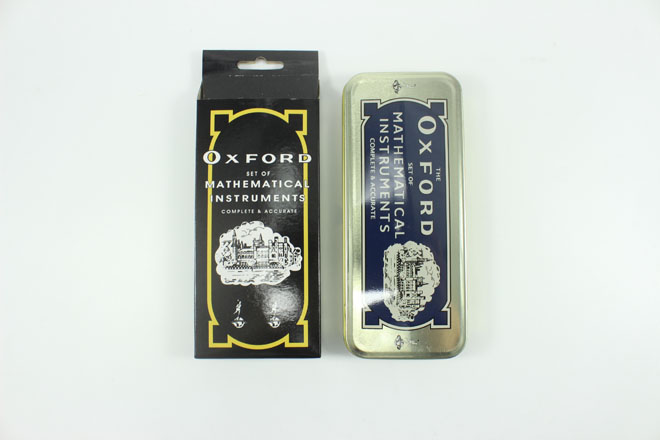 OXFORD
SET OF
MATHEMATICAL
INSTRUMENTS
COMPLETE & ACCURATE
THE
OXFORD
SET OF
MATHEMATICAL
INSTRUMENTS
COMPLETE & ACCURATE